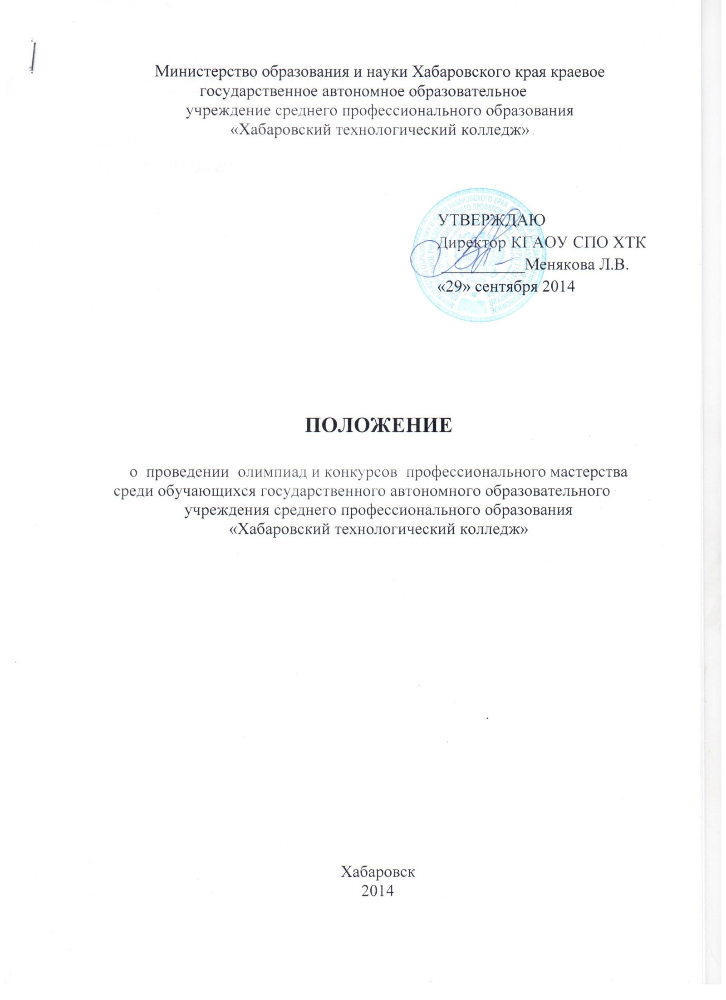 Министерство образования и науки Хабаровского края краевое
государственное автономное образовательное
учреждение среднего профессионального образования
«Хабаровский технологический колледж»
УТВЕРЖДАЮ
Директор КГАОУ СПО ХТК
__________Менякова Л.В.
«29» сентября 2014
ПОЛОЖЕНИЕ
о проведении олимпиад и конкурсов профессионального мастерства
среди обучающихся государственного автономного образовательного
учреждения среднего профессионального образования
«Хабаровский технологический колледж»
Хабаровск
2014